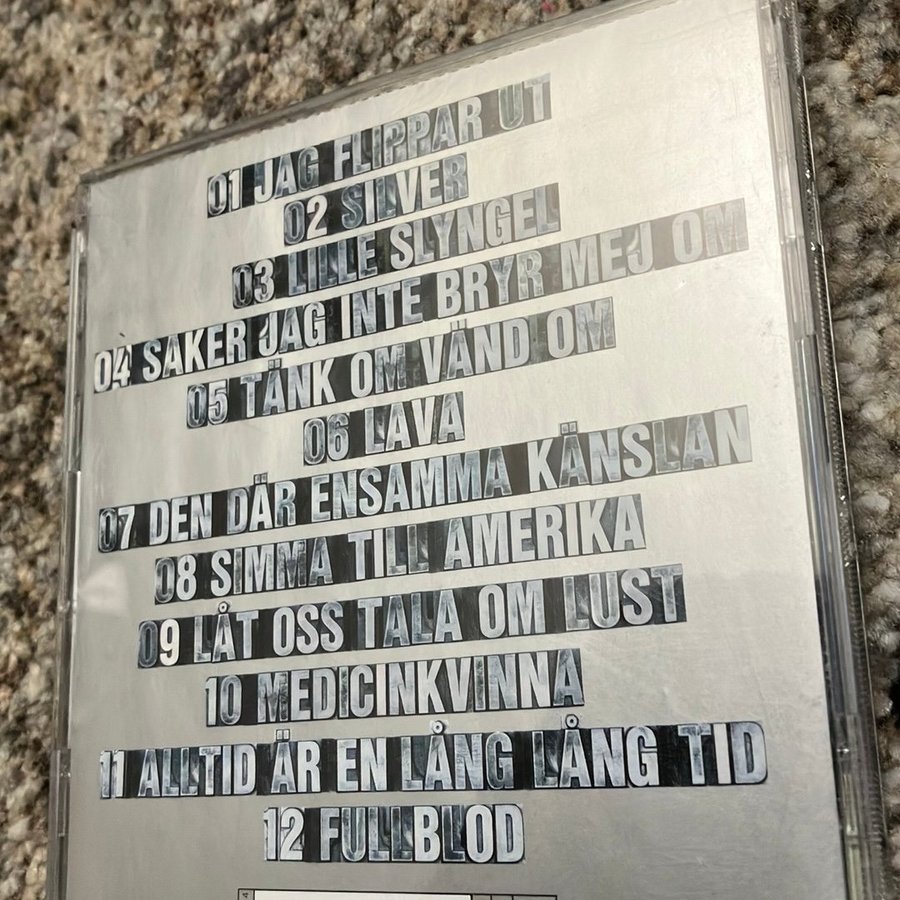 01 JAG FLIPPAR UT
02 SILVER
03 LILLE SLYNGEL
04 SAKER JAG INTE BRYR MEJ OM
05 TÄNK OM VÄND OM
06 LAVA
07 DEN DÄR ENSAMMA KÄNSLAN
08 SIMMA TILL AMERIKA
09 LÅT OSS TALA OM LUST
10 MEDICINKVINNA
11 ALLTID ÄR EN LÅNG LÅNG TID
12 FULLBLOD